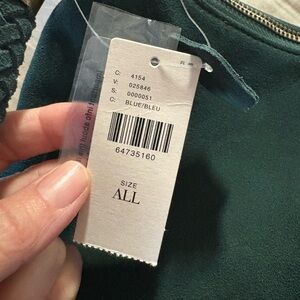 C: 4154
V: 025846
S: 0000051
C: BLUE/BLEU
64735160
SIZE
ALL